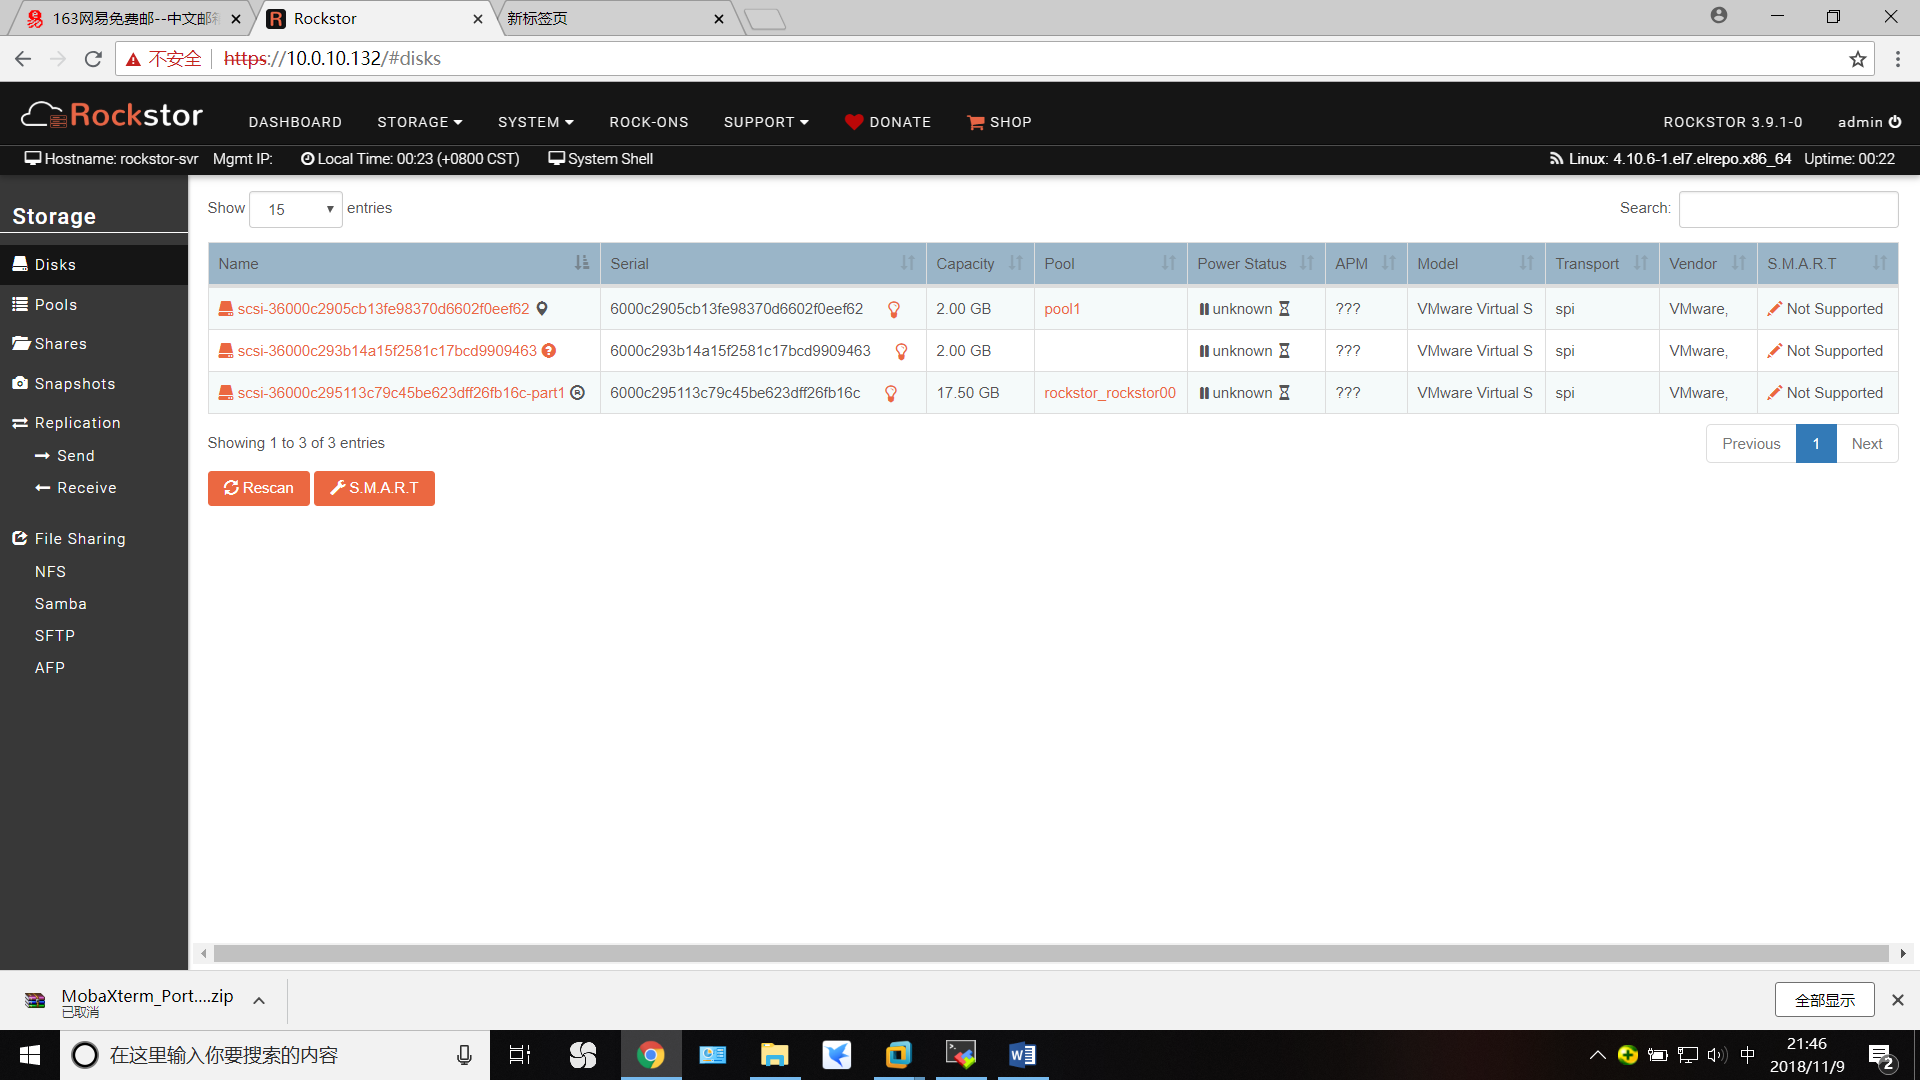 163网易免费邮--中文邮箱
Rockstor
新标签页
不安全
https://10.0.10.132/#disks
Rockstor
DASHBOARD STORAGE SYSTEM ROCK-ONS SUPPORT DONATE SHOP
ROCKSTOR 3.9.1-0 admin
Hostname: rockstor-svr Mgmt IP: Local Time: 00:23 (+0800 CST) System Shell
Linux: 4.10.6-1.el7.elrepo.x86_64 Uptime: 00:22
Storage
Disks
Pools
Shares
Snapshots
Replication
Send
Receive
File Sharing
NFS
Samba
SFTP
AFP
Show 15 entries
Search:
Name Serial Capacity Pool Power Status APM Model Transport Vendor S.M.A.R.T
scsi-36000c2905cb13fe98370d6602f0eef62 6000c2905cb13fe98370d6602f0eef62 2.00 GB pool1 unknown ??? VMware Virtual S spi VMware, Not Supported
scsi-36000c293b14a15f2581c17bcd9909463 6000c293b14a15f2581c17bcd9909463 2.00 GB unknown ??? VMware Virtual S spi VMware, Not Supported
scsi-36000c295113c79c45be623dff26fb16c-part1 6000c295113c79c45be623dff26fb16c 17.50 GB rockstor_rockstor00 unknown ??? VMware Virtual S spi VMware, Not Supported
Showing 1 to 3 of 3 entries
Previous 1 Next
Rescan S.M.A.R.T
MobaXterm_Port....zip
已取消
全部显示
在这里输入你要搜索的内容
中
21:46
2018/11/9
2